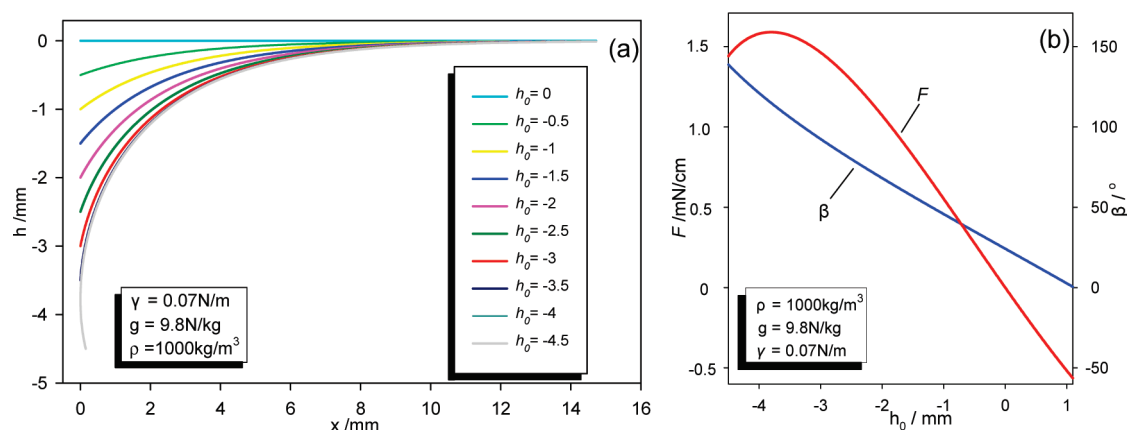 (a)
0
-1
-2
-3
-4
-5
h /mm
0
2
4
6
8
10
12
14
16
x /mm
h₀= 0
h₀= -0.5
h₀= -1
h₀= -1.5
h₀= -2
h₀= -2.5
h₀= -3
h₀= -3.5
h₀= -4
h₀= -4.5
γ = 0.07N/m
g = 9.8N/kg
ρ =1000kg/m³
(b)
1.5
1.0
0.5
0
-0.5
F /mN/cm
150
100
50
0
-50
β / °
F
β
ρ = 1000kg/m³
g = 9.8N/kg
γ = 0.07N/m
-4
-3
-2
-1
0
1
h₀ / mm